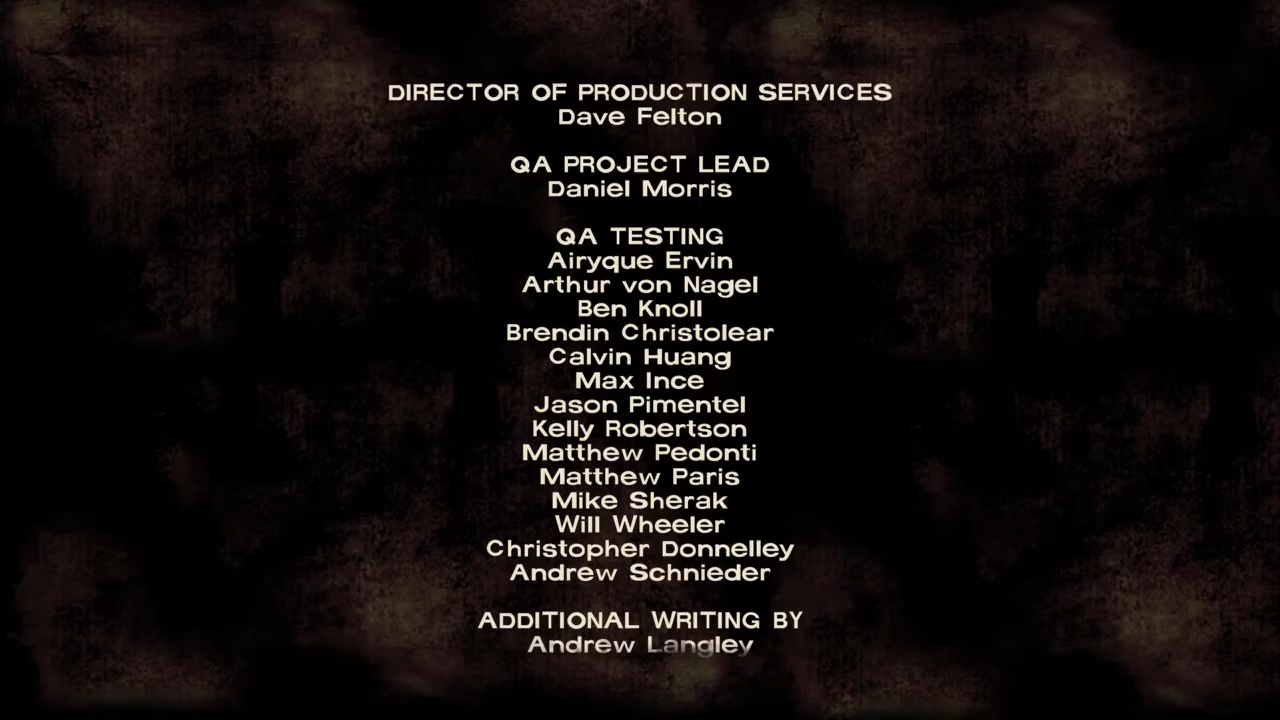 DIRECTOR OF PRODUCTION SERVICES
Dave Felton
QA PROJECT LEAD
Daniel Morris
QA TESTING
Airyque Ervin
Arthur von Nagel
Ben Knoll
Brendin Christolear
Calvin Huang
Max Ince
Jason Pimentel
Kelly Robertson
Matthew Pedonti
Matthew Paris
Mike Sherak
Will Wheeler
Christopher Donnelley
Andrew Schnieder
ADDITIONAL WRITING BY
Andrew Langley